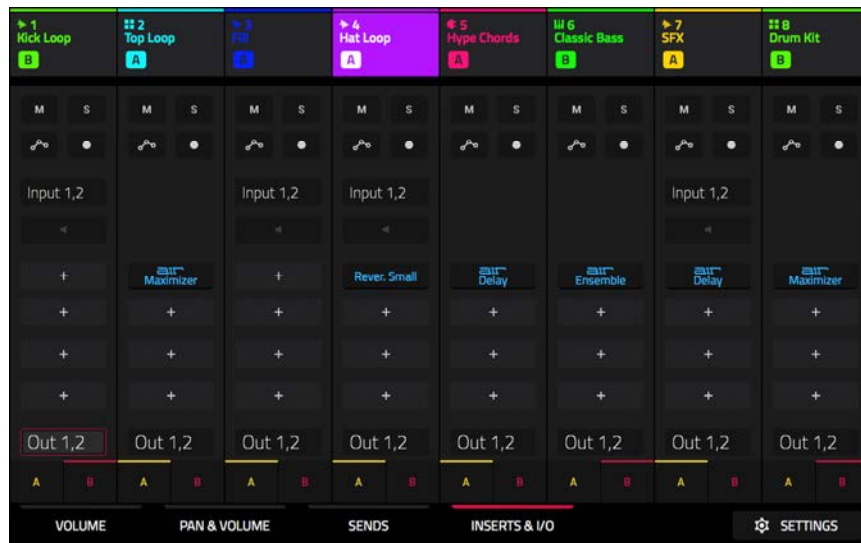 1 2 3 4 5 6 7 8
Kick Loop Top Loop Fill Hat Loop Hype Chords Classic Bass SFX Drum Kit
B A A A A B A B
M S M S M S M S M S M S M S M S
Input 1,2 Input 1,2 Input 1,2 Input 1,2
+ air + air air air air
Maximizer Rever. Small Delay Ensemble Delay Maximizer
+ + + + + + + +
+ + + + + + + +
+ + + + + + + +
Out 1,2 Out 1,2 Out 1,2 Out 1,2 Out 1,2 Out 1,2 Out 1,2 Out 1,2
A B A B A B A B A B A B A B A B
VOLUME PAN & VOLUME SENDS INSERTS & I/O SETTINGS